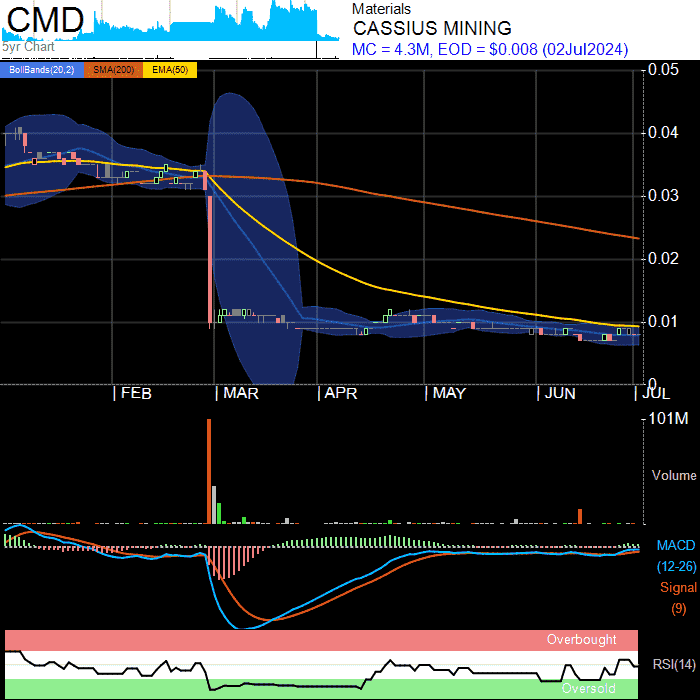 CMD
5yr Chart
Materials
CASSIUS MINING
MC = 4.3M, EOD = $0.008 (02Jul2024)
BollBands(20,2) SMA(200) EMA(50)
0.05
0.04
0.03
0.02
0.01
0
FEB MAR APR MAY JUN JUL
101M
Volume
MACD
(12-26)
Signal
(9)
Overbought
RSI(14)
Oversold